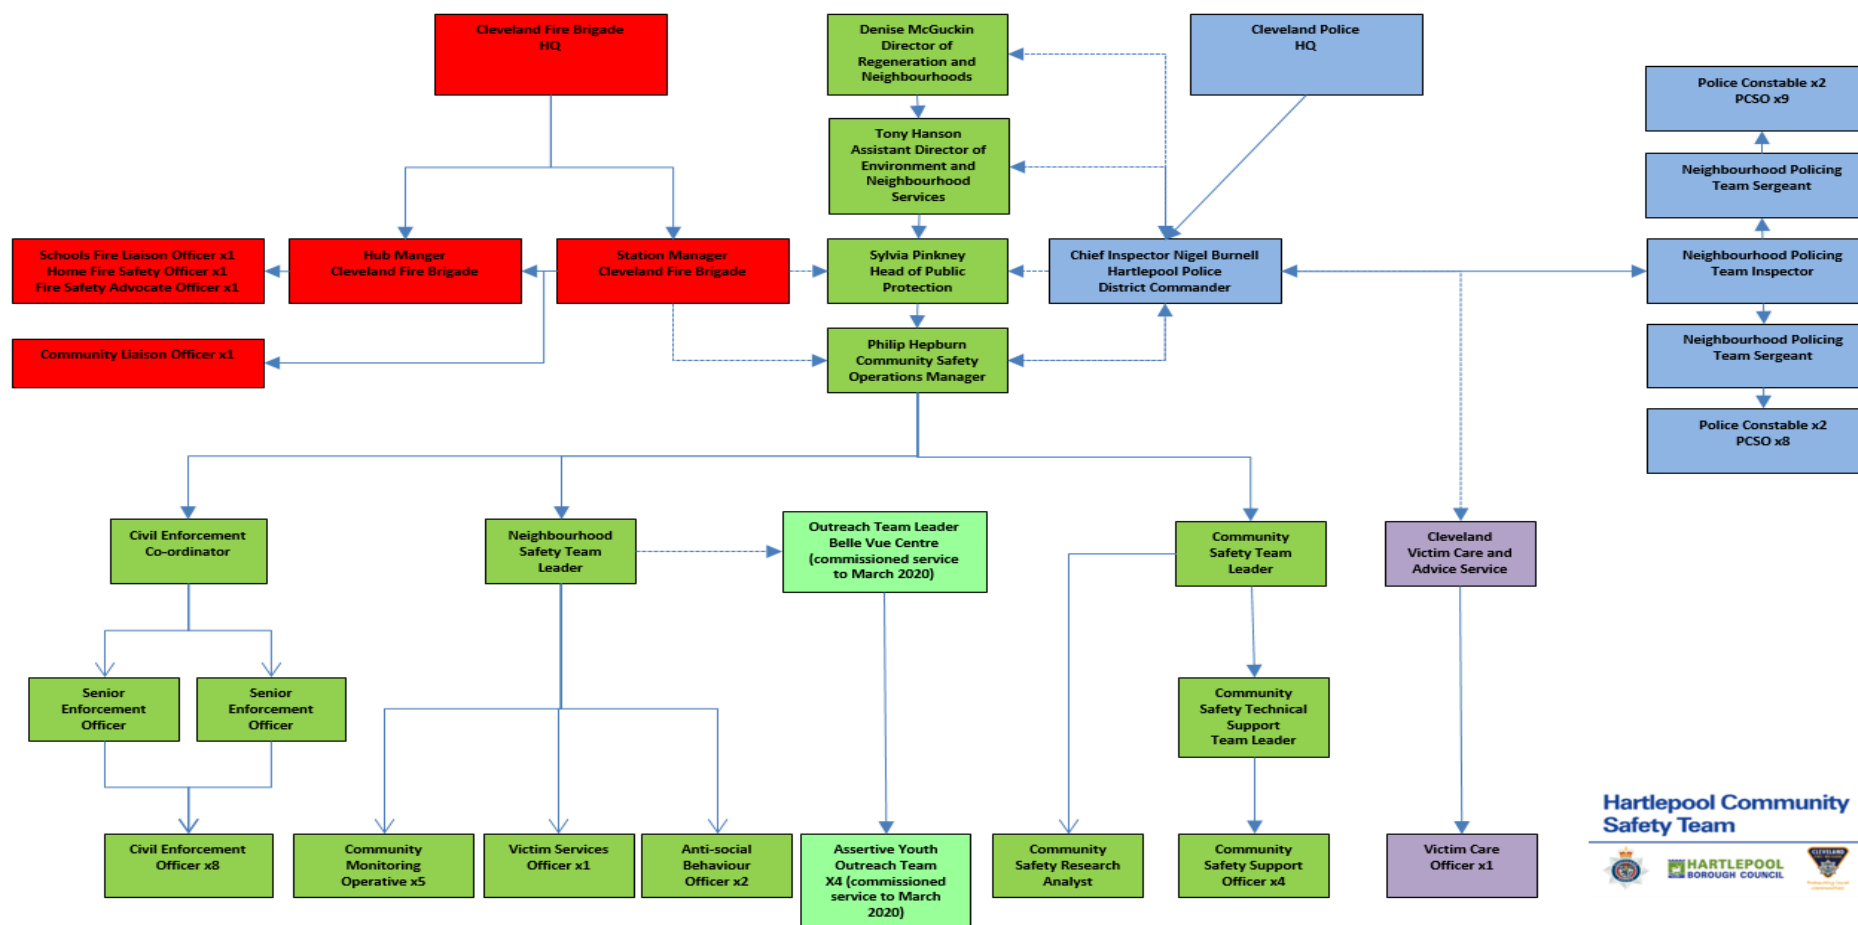 Cleveland Fire Brigade
HQ
Denise McGuckin
Director of
Regeneration and
Neighbourhoods
Cleveland Police
HQ
Police Constable x2
PCSO x9
Tony Hanson
Assistant Director of
Environment and
Neighbourhood
Services
Neighbourhood Policing
Team Sergeant
Schools Fire Liaison Officer x1
Home Fire Safety Officer x1
Fire Safety Advocate Officer x1
Hub Manger
Cleveland Fire Brigade
Station Manager
Cleveland Fire Brigade
Sylvia Pinkney
Head of Public
Protection
Chief Inspector Nigel Burnell
Hartlepool Police
District Commander
Neighbourhood Policing
Team Inspector
Community Liaison Officer x1
Philip Hepburn
Community Safety
Operations Manager
Neighbourhood Policing
Team Sergeant
Police Constable x2
PCSO x8
Civil Enforcement
Co-ordinator
Neighbourhood
Safety Team
Leader
Outreach Team Leader
Belle Vue Centre
(commissioned service
to March 2020)
Community
Safety Team
Leader
Cleveland
Victim Care and
Advice Service
Senior
Enforcement
Officer
Senior
Enforcement
Officer
Community
Safety Technical
Support
Team Leader
Civil Enforcement
Officer x8
Community
Monitoring
Operative x5
Victim Services
Officer x1
Anti-social
Behaviour
Officer x2
Assertive Youth
Outreach Team
X4 (commissioned
service to March
2020)
Community
Safety Research
Analyst
Community
Safety Support
Officer x4
Victim Care
Officer x1
Hartlepool Community
Safety Team
HARTLEPOOL
BOROUGH COUNCIL
CLEVELAND